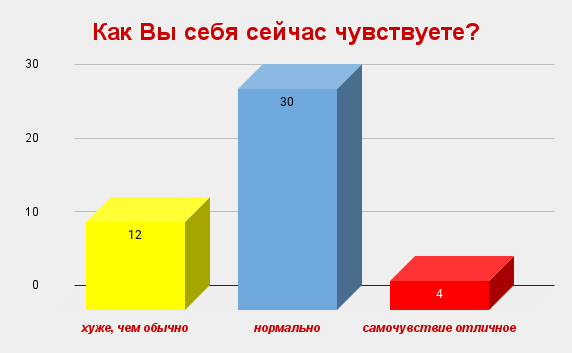 Как Вы себя сейчас чувствуете?
30
20
10
0
12
30
4
хуже, чем обычно
нормально
самочувствие отличное